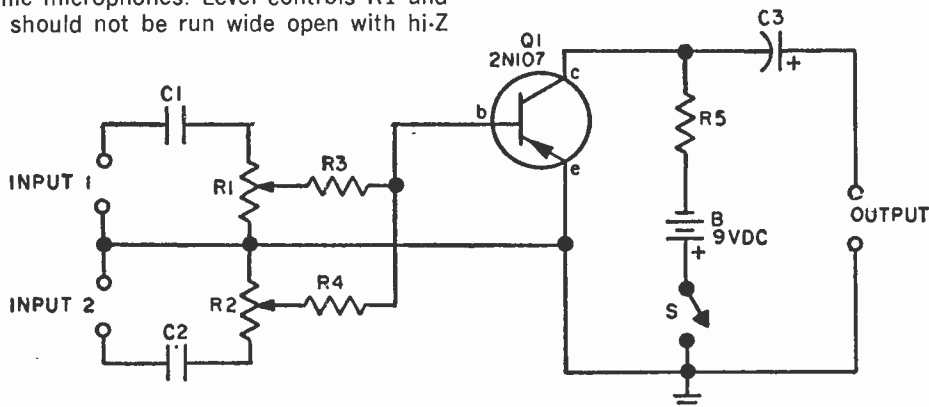 nic microphones. Level controls R1 and
should not be run wide open with hi-Z
Q1
2N107
C3
+
c
b
e
C1
R5
R3
INPUT 1
R1
B
9VDC
+
OUTPUT
R4
INPUT 2
R2
S
C2